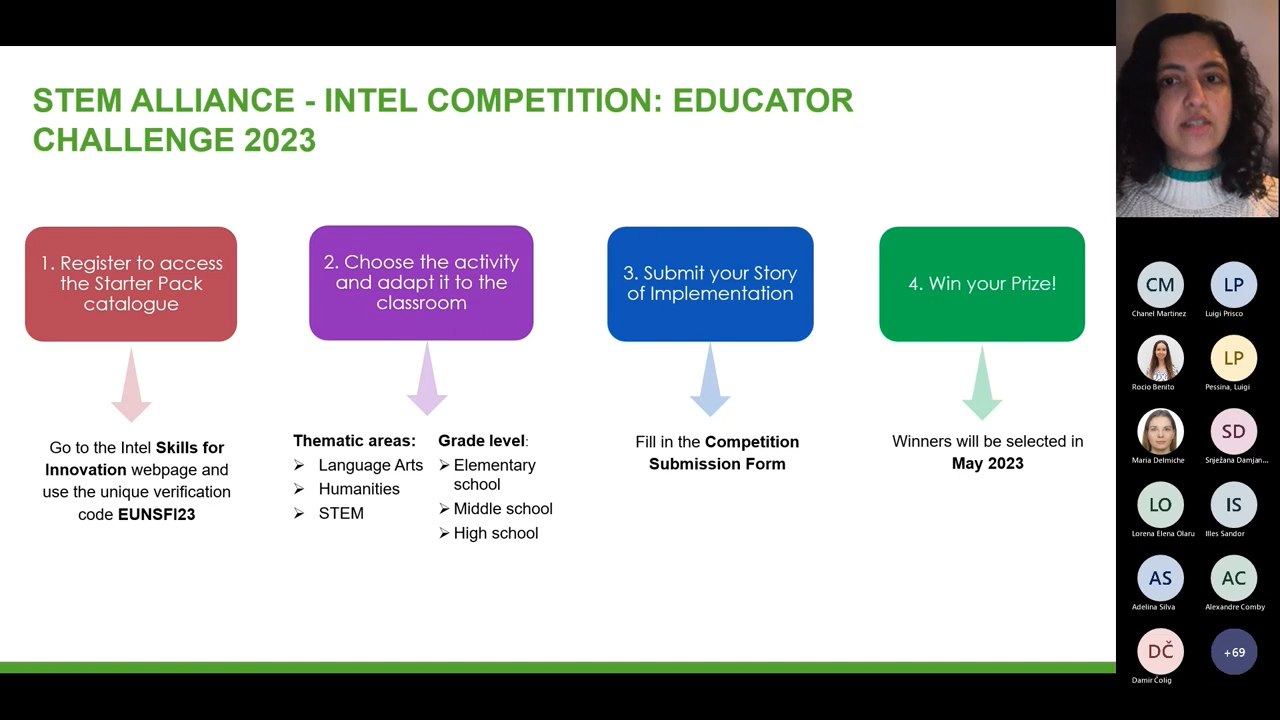 STEM ALLIANCE - INTEL COMPETITION: EDUCATOR
CHALLENGE 2023
1. Register to access
the Starter Pack
catalogue
2. Choose the activity
and adapt it to the
classroom
3. Submit your Story
of Implementation
4. Win your Prize!
Go to the Intel Skills for
Innovation webpage and
use the unique verification
code EUNSFI23
Thematic areas:
Language Arts
Humanities
STEM
Grade level:
Elementary
school
Middle school
High school
Fill in the Competition
Submission Form
Winners will be selected in
May 2023
CM
Chanel Martinez
LP
Luigi Prisco
Rocio Benito
LP
Pessina, Luigi
Maria Delmiche
SD
Snježana Damjan...
LO
Lorena Elena Olaru
IS
Illes Sandor
AS
Adelina Silva
AC
Alexandre Comby
DČ
Damir Čolig
+69